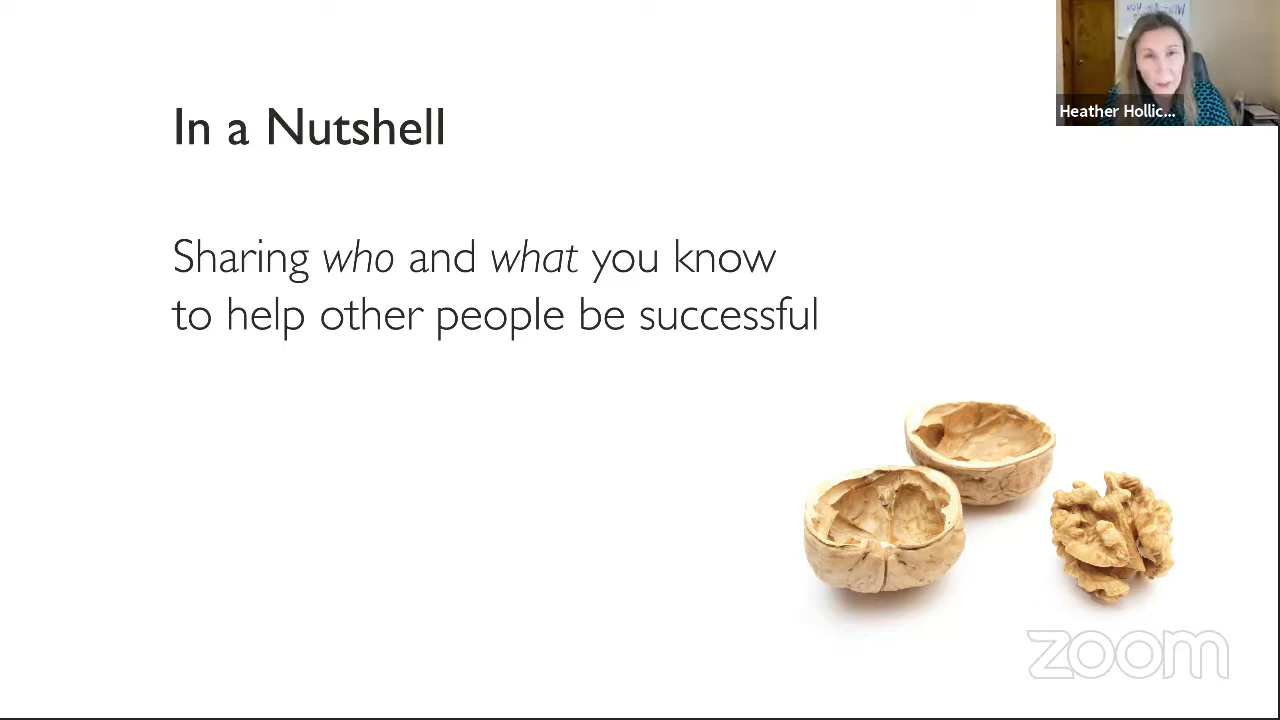 In a Nutshell
Sharing who and what you know
to help other people be successful
Heather Hollic...
zoom